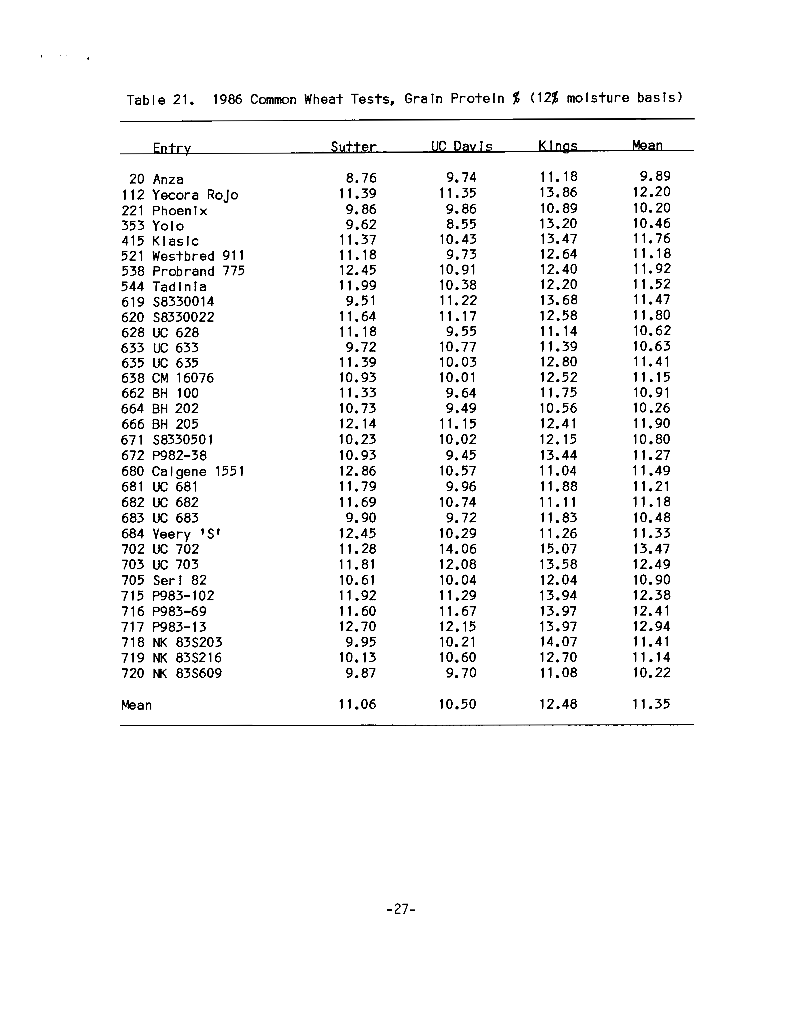 Table 21. 1986 Common Wheat Tests, Grain Protein % (12% moisture basis)
Entry Sutter UC Davis Kings Mean
20 Anza 8.76 9.74 11.18 9.89
112 Yecora Rojo 11.39 11.35 13.86 12.20
221 Phoenix 9.86 9.86 10.89 10.20
353 Yolo 9.62 8.55 13.20 10.46
415 Klasic 11.37 10.43 13.47 11.76
521 Westbred 911 11.18 9.73 12.64 11.18
538 Probrand 775 12.45 10.91 12.40 11.92
544 Tadinia 11.99 10.38 12.20 11.52
619 S8330014 9.51 11.22 13.68 11.47
620 S8330022 11.64 11.17 12.58 11.80
628 UC 628 11.18 9.55 11.14 10.62
633 UC 633 9.72 10.77 11.39 10.63
635 UC 635 11.39 10.03 12.80 11.41
638 CM 16076 10.93 10.01 12.52 11.15
662 BH 100 11.33 9.64 11.75 10.91
664 BH 202 10.73 9.49 10.56 10.26
666 BH 205 12.14 11.15 12.41 11.90
671 S8330501 10.23 10.02 12.15 10.80
672 P982-38 10.93 9.45 13.44 11.27
680 Calgene 1551 12.86 10.57 11.04 11.49
681 UC 681 11.79 9.96 11.88 11.21
682 UC 682 11.69 10.74 11.11 11.18
683 UC 683 9.90 9.72 11.83 10.48
684 Veery 'S' 12.45 10.29 11.26 11.33
702 UC 702 11.28 14.06 15.07 13.47
703 UC 703 11.81 12.08 13.58 12.49
705 Seri 82 10.61 10.04 12.04 10.90
715 P983-102 11.92 11.29 13.94 12.38
716 P983-69 11.60 11.67 13.97 12.41
717 P983-13 12.70 12.15 13.97 12.94
718 NK 83S203 9.95 10.21 14.07 11.41
719 NK 83S216 10.13 10.60 12.70 11.14
720 NK 83S609 9.87 9.70 11.08 10.22
Mean 11.06 10.50 12.48 11.35
-27-